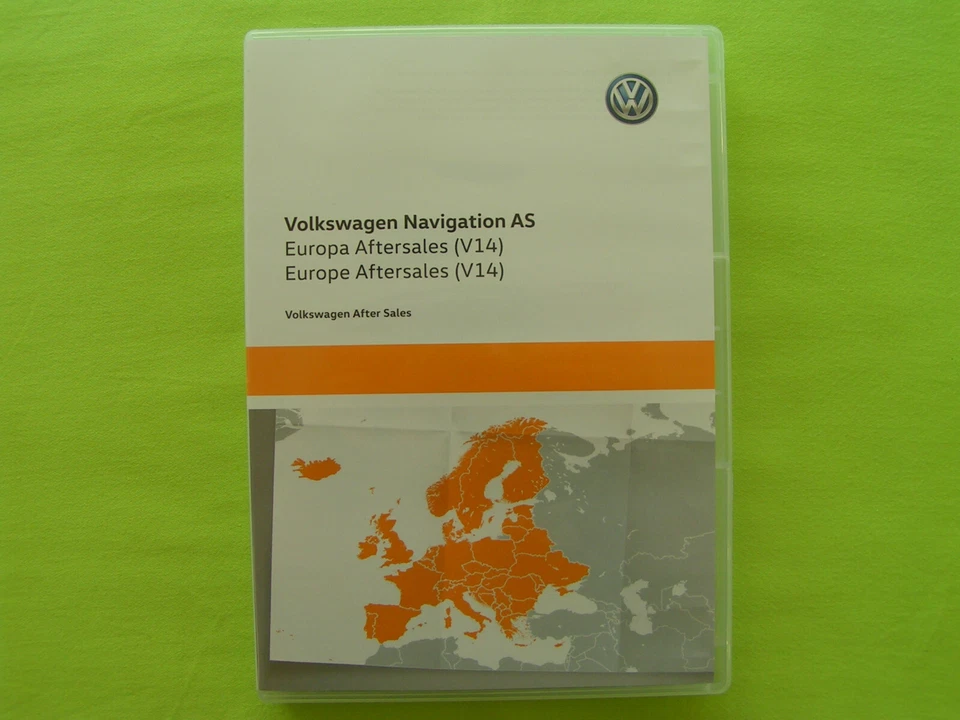 Volkswagen Navigation AS
Europa Aftersales (V14)
Europe Aftersales (V14)
Volkswagen After Sales